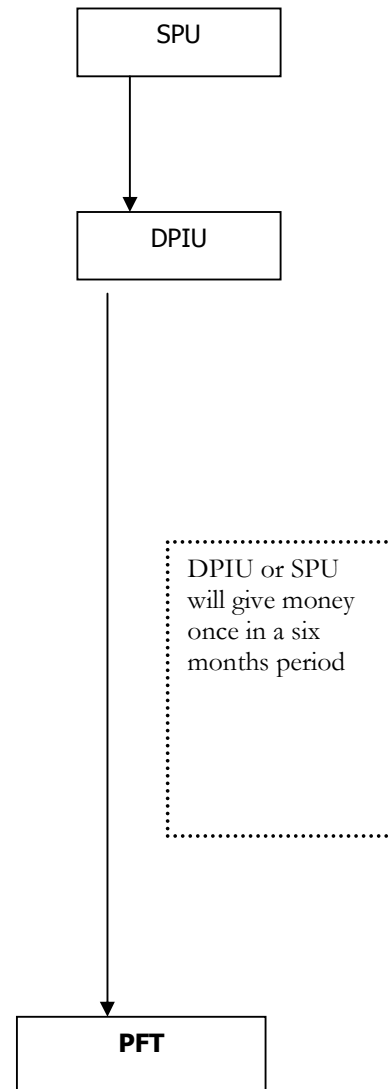 SPU
DPIU
DPIU or SPU
will give money
once in a six
months period
PFT